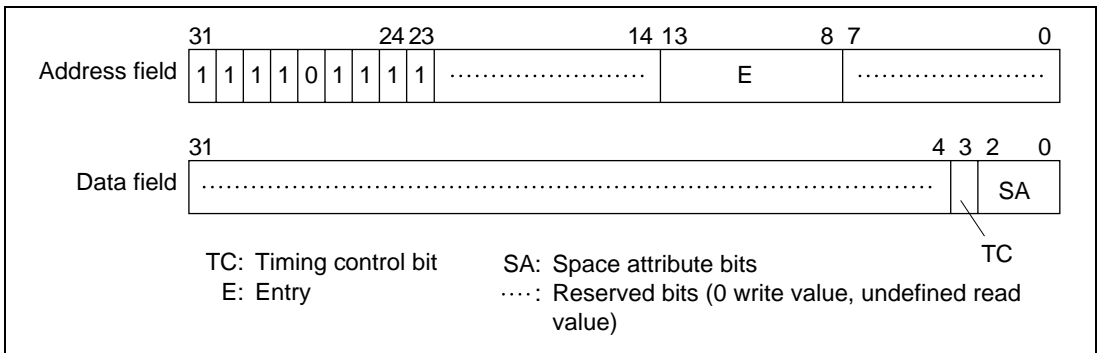 31 24 23 14 13 8 7 0
Address field 1 1 1 1 0 1 1 1 1 ........................ E .......................
31 4 3 2 0
Data field ......................................................................................... SA
TC
TC: Timing control bit SA: Space attribute bits
E: Entry ····: Reserved bits (0 write value, undefined read
value)